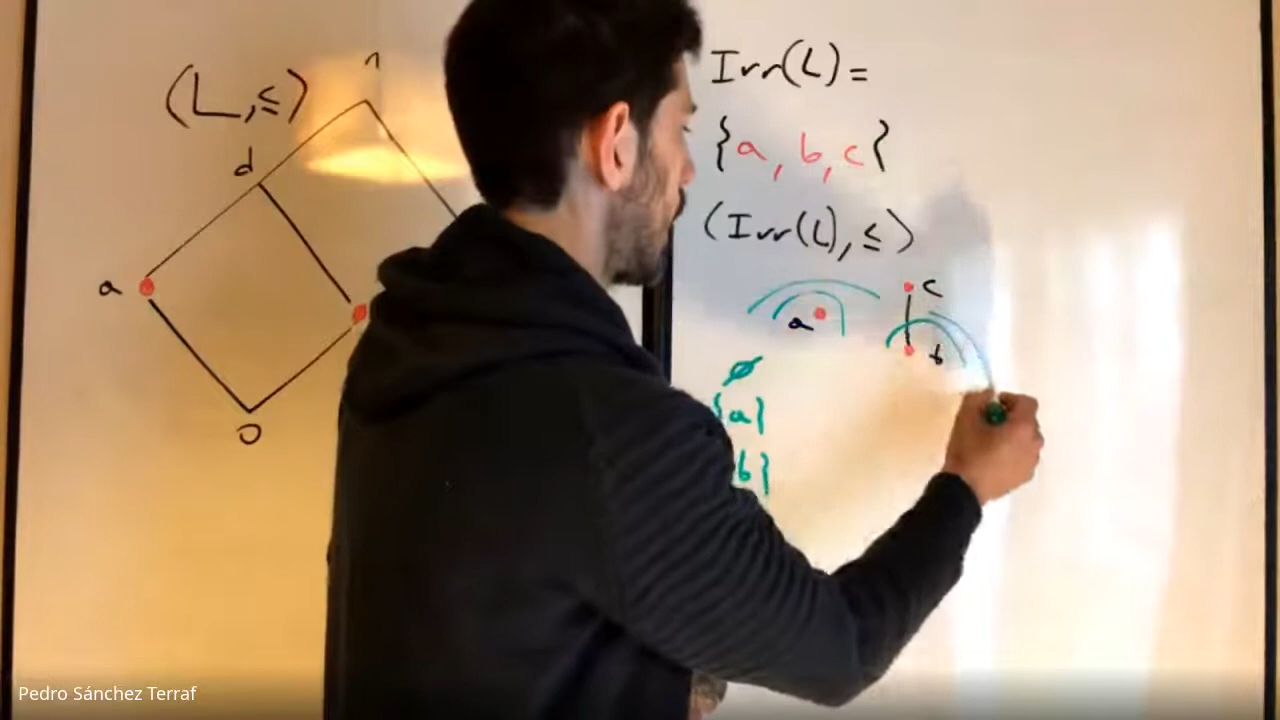 (L,≤)
1
d
a
0
Irr(L)=
{a, b, c}
(Irr(L), ≤)
c
a
b
∅
{a}
b}
Pedro Sánchez Terraf